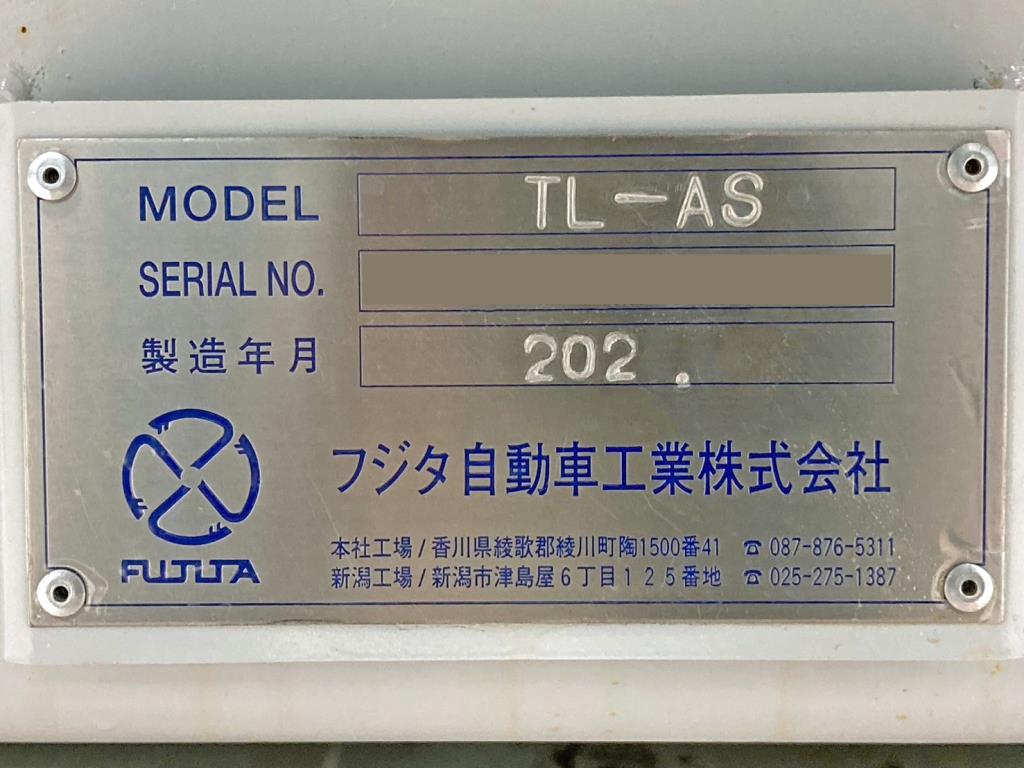 MODEL TL-AS
SERIAL NO.
製造年月 202 .
フジタ自動車工業株式会社
FUJITA
本社工場/香川県綾歌郡綾川町陶1500番41 ☎ 087-876-5311
新潟工場/新潟市津島屋6丁目125番地 ☎ 025-275-1387